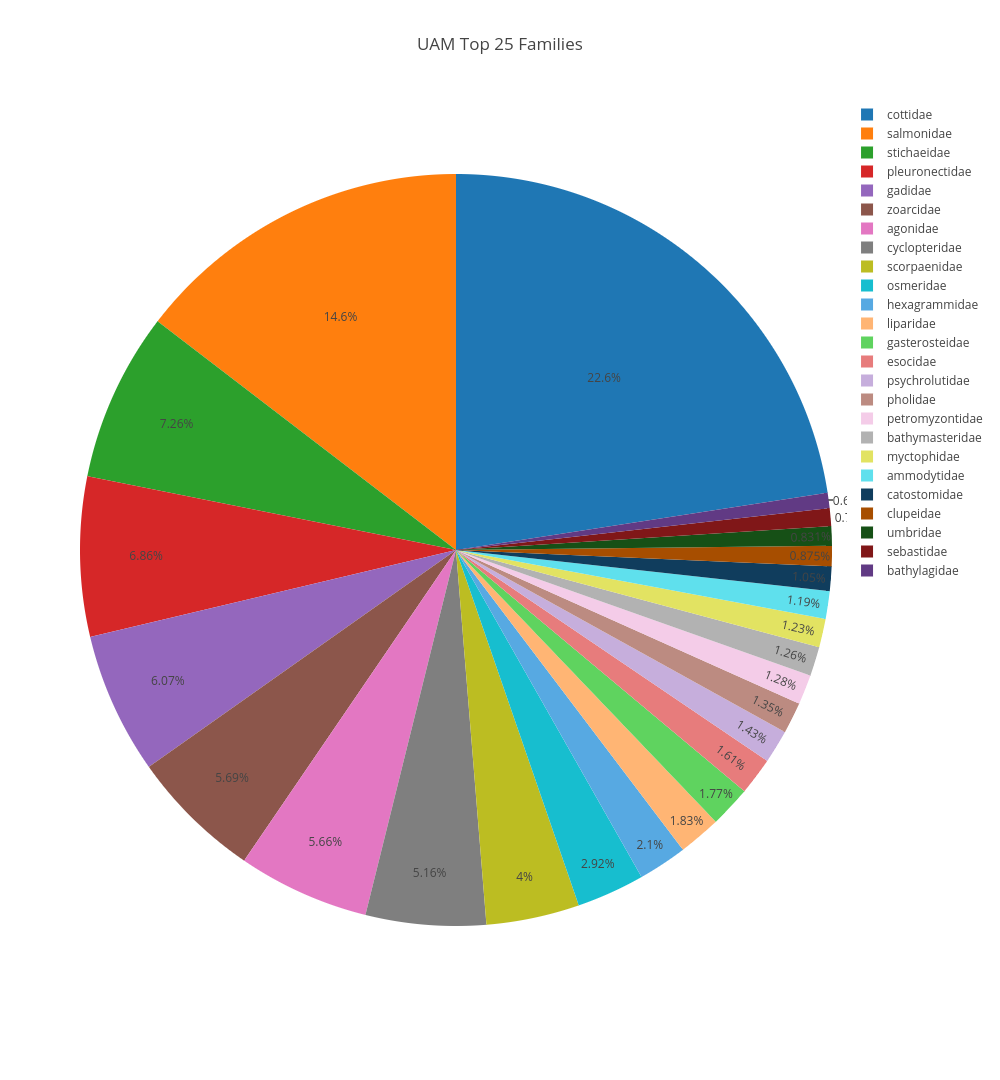 UAM Top 25 Families
cottidae
salmonidae
stichaeidae
pleuronectidae
gadidae
zoarcidae
agonidae
cyclopteridae
scorpaenidae
osmeridae
hexagrammidae
liparidae
gasterosteidae
esocidae
psychrolutidae
pholidae
petromyzontidae
bathymasteridae
myctophidae
ammodytidae
catostomidae
clupeidae
umbridae
sebastidae
bathylagidae
22.6%
14.6%
7.26%
6.86%
6.07%
5.69%
5.66%
5.16%
4%
2.92%
2.1%
1.83%
1.77%
1.61%
1.43%
1.35%
1.28%
1.26%
1.23%
1.19%
1.05%
0.875%
0.831%